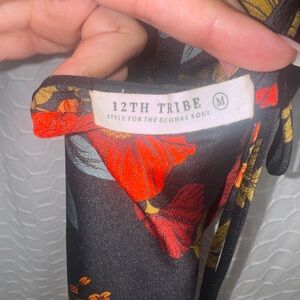 12TH TRIBE M
STYLE FOR THE GLOBAL SOUL